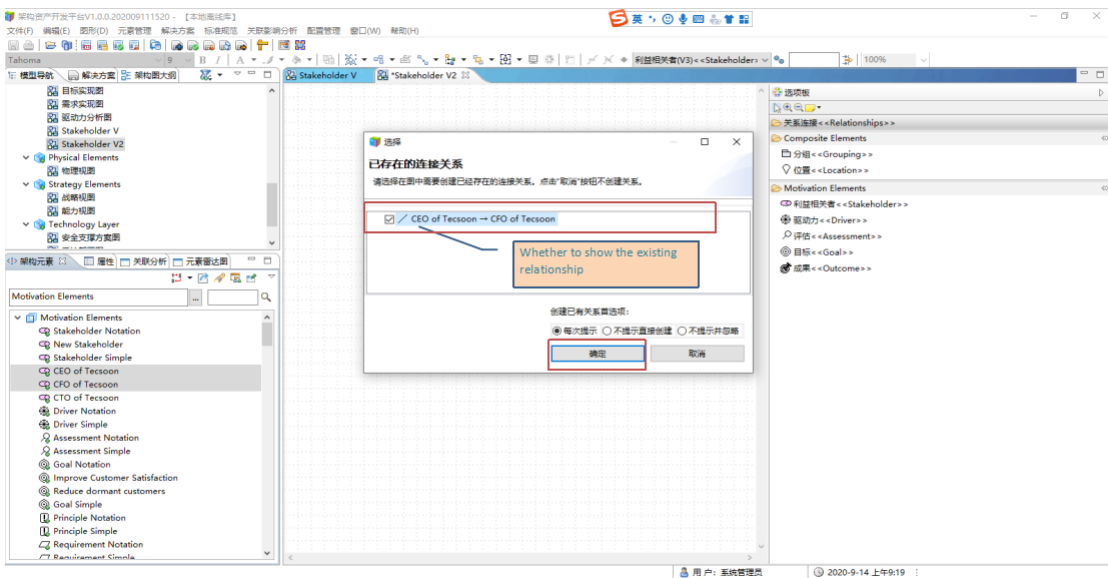 架构资产开发平台V1.0.0.202009111520 - 【本地离线库】
英
文件(F) 编辑(E) 图形(D) 元素管理 解决方案 标准规范 关联影响分析 配置管理 窗口(W) 帮助(H)
Tahoma 9 B I A 利益相关者(V3)<<Stakeholder: 100%
模型导航 解决方案 架构图大纲
Stakeholder V *Stakeholder V2
目标实现图
需求实现图
驱动力分析图
Stakeholder V
Stakeholder V2
Physical Elements
物理视图
Strategy Elements
战略视图
能力视图
Technology Layer
安全支撑方案图
架构元素 属性 关联分析 元素雷达图
Motivation Elements ...
Motivation Elements
Stakeholder Notation
New Stakeholder
Stakeholder Simple
CEO of Tecsoon
CFO of Tecsoon
CTO of Tecsoon
Driver Notation
Driver Simple
Assessment Notation
Assessment Simple
Goal Notation
Improve Customer Satisfaction
Reduce dormant customers
Goal Simple
Principle Notation
Principle Simple
Requirement Notation
Requirement Simple
选择
已存在的连接关系
请选择在图中需要创建已经存在的连接关系。点击"取消"按钮不创建关系。
CEO of Tecsoon → CFO of Tecsoon
Whether to show the existing
relationship
创建已有关系首选项:
每次提示 不提示直接创建 不提示并忽略
确定 取消
选项板
关系连接<<Relationships>>
Composite Elements
分组<<Grouping>>
位置<<Location>>
Motivation Elements
利益相关者<<Stakeholder>>
驱动力<<Driver>>
评估<<Assessment>>
目标<<Goal>>
成果<<Outcome>>
用户: 系统管理员 2020-9-14 上午9:19